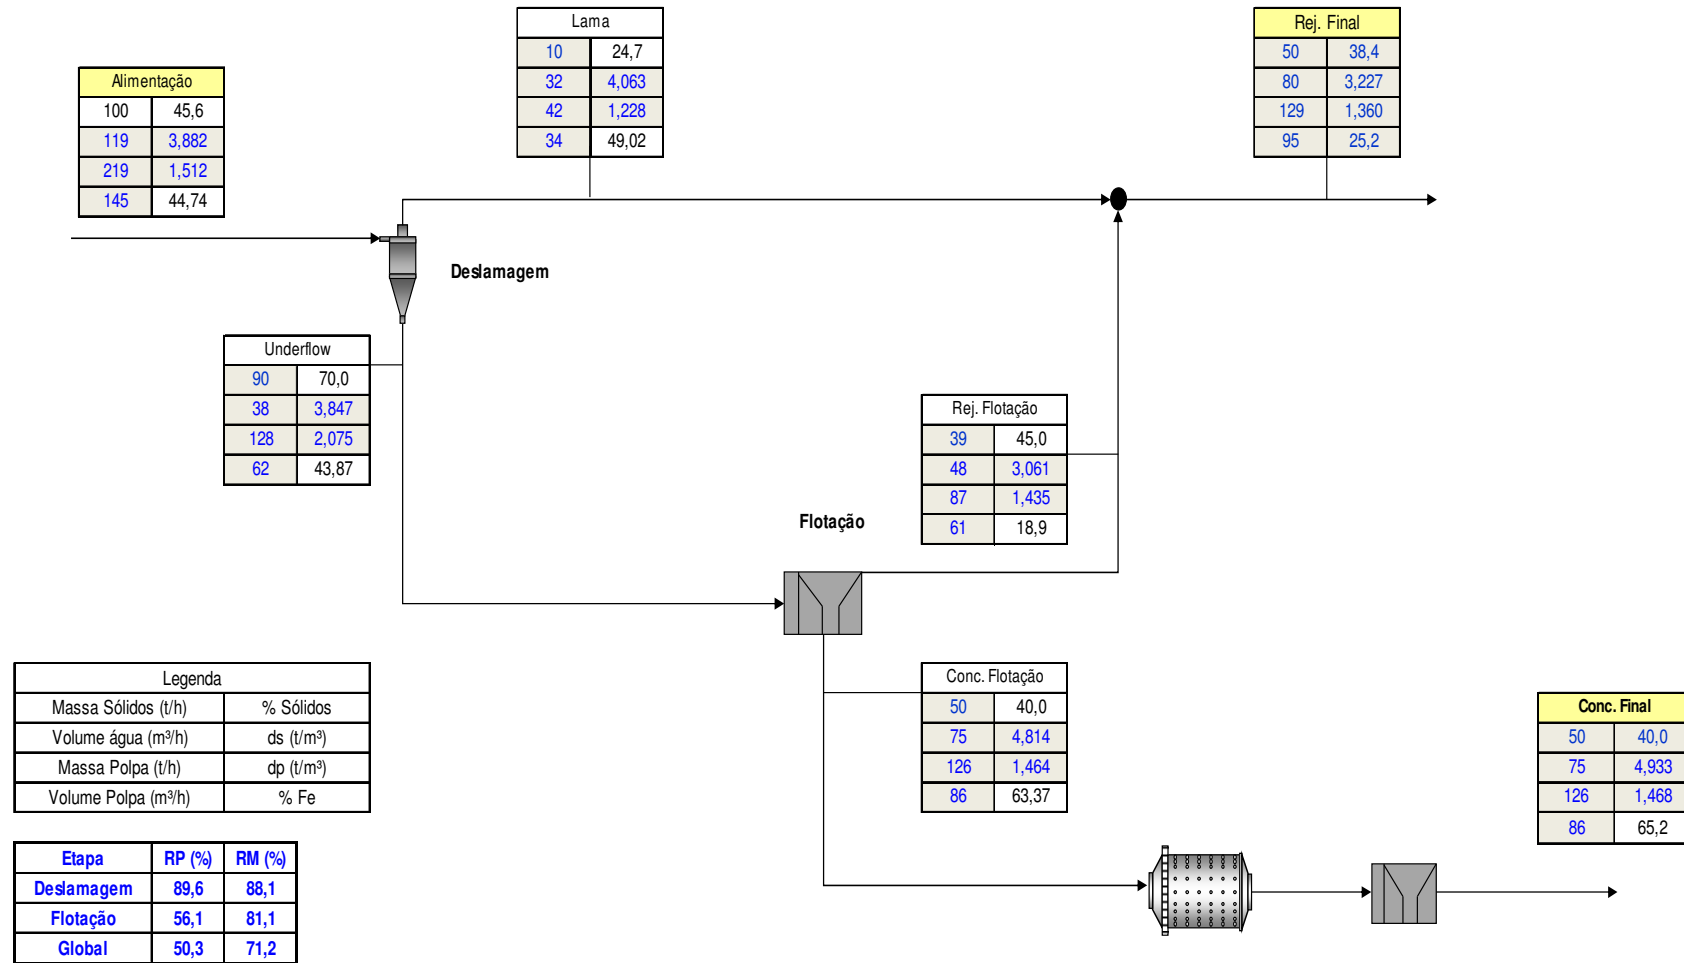 Lama
10 24,7
32 4,063
42 1,228
34 49,02
Rej. Final
50 38,4
80 3,227
129 1,360
95 25,2
Alimentação
100 45,6
119 3,882
219 1,512
145 44,74
Deslamagem
Underflow
90 70,0
38 3,847
128 2,075
62 43,87
Rej. Flotação
39 45,0
48 3,061
87 1,435
61 18,9
Flotação
Conc. Flotação
50 40,0
75 4,814
126 1,464
86 63,37
Conc. Final
50 40,0
75 4,933
126 1,468
86 65,2
Legenda
Massa Sólidos (t/h) % Sólidos
Volume água (m³/h) ds (t/m³)
Massa Polpa (t/h) dp (t/m³)
Volume Polpa (m³/h) % Fe
Etapa RP (%) RM (%)
Deslamagem 89,6 88,1
Flotação 56,1 81,1
Global 50,3 71,2